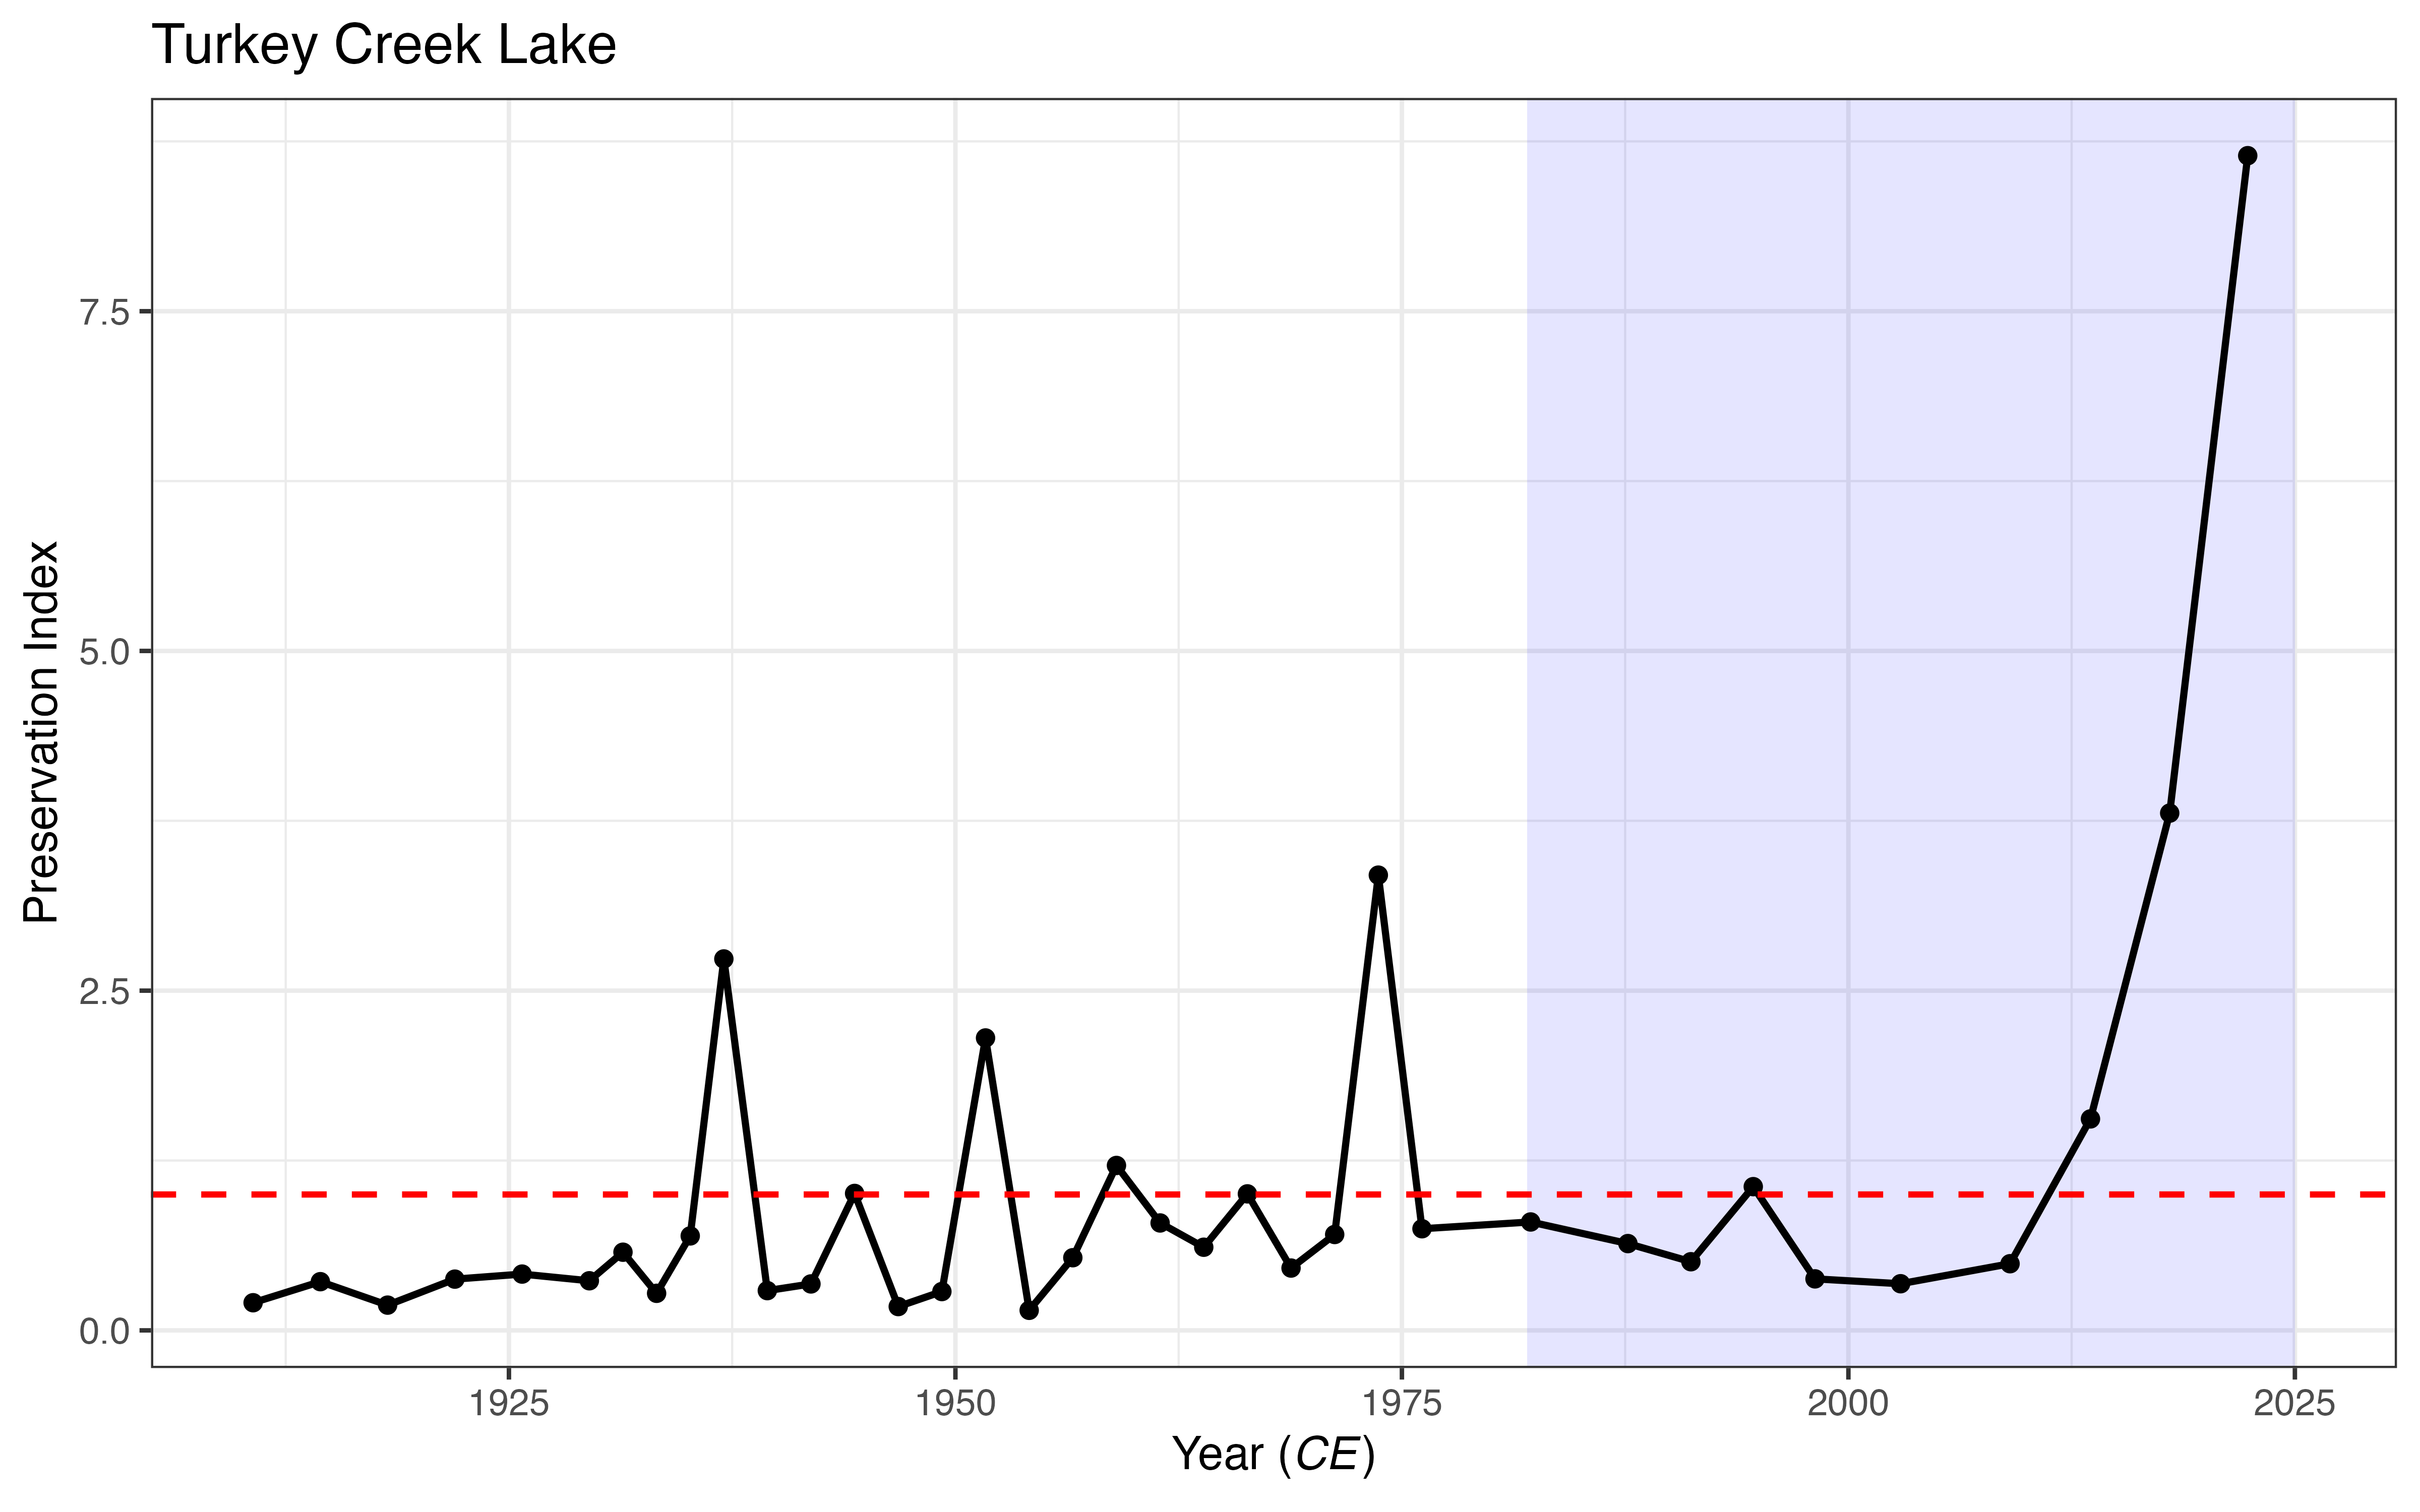 Turkey Creek Lake
Preservation Index
7.5
5.0
2.5
0.0
1925 1950 1975 2000 2025
Year (CE)